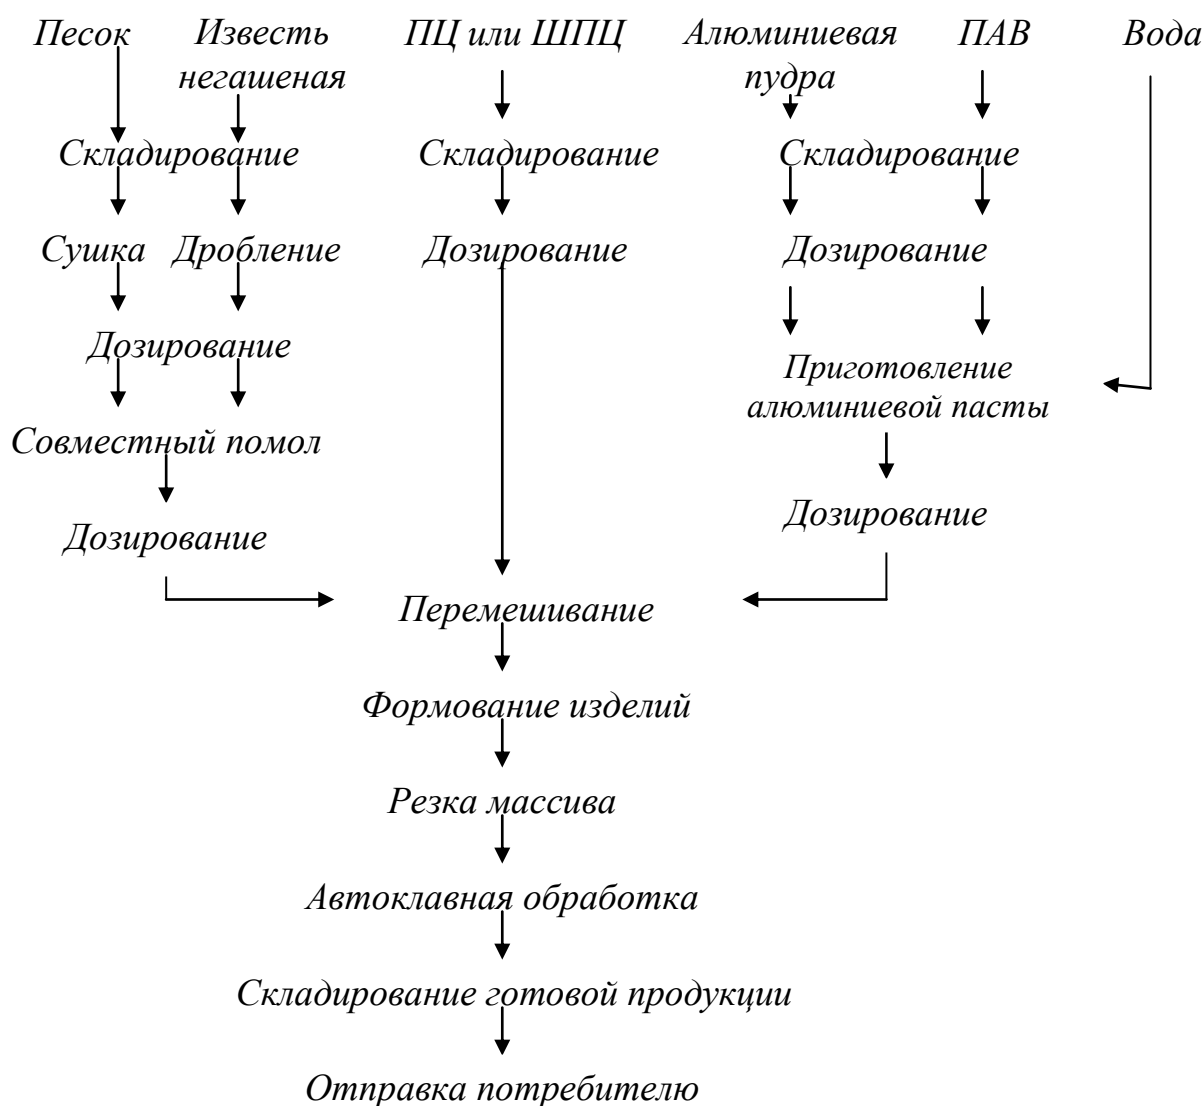 Песок
Известь
негашеная
ПЦ или ШПЦ
Алюминиевая
пудра
ПАВ
Вода
Складирование
Складирование
Складирование
Сушка
Дробление
Дозирование
Дозирование
Дозирование
Приготовление
алюминиевой пасты
Совместный помол
Дозирование
Дозирование
Перемешивание
Формование изделий
Резка массива
Автоклавная обработка
Складирование готовой продукции
Отправка потребителю